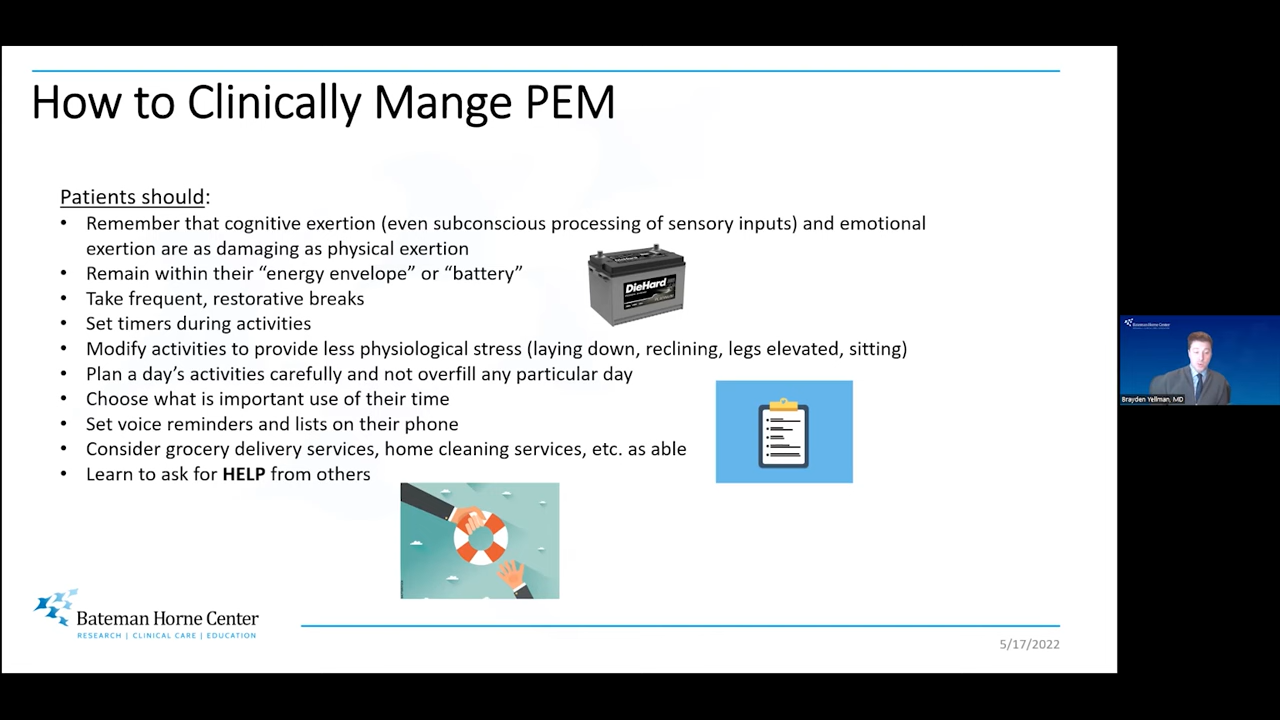 How to Clinically Mange PEM
Patients should:
• Remember that cognitive exertion (even subconscious processing of sensory inputs) and emotional
exertion are as damaging as physical exertion
• Remain within their “energy envelope” or “battery”
• Take frequent, restorative breaks
• Set timers during activities
• Modify activities to provide less physiological stress (laying down, reclining, legs elevated, sitting)
• Plan a day’s activities carefully and not overfill any particular day
• Choose what is important use of their time
• Set voice reminders and lists on their phone
• Consider grocery delivery services, home cleaning services, etc. as able
• Learn to ask for HELP from others
DieHard
Bateman Horne Center
RESEARCH | CLINICAL CARE | EDUCATION
5/17/2022
Bateman Horne Center
Brayden Yellman, MD